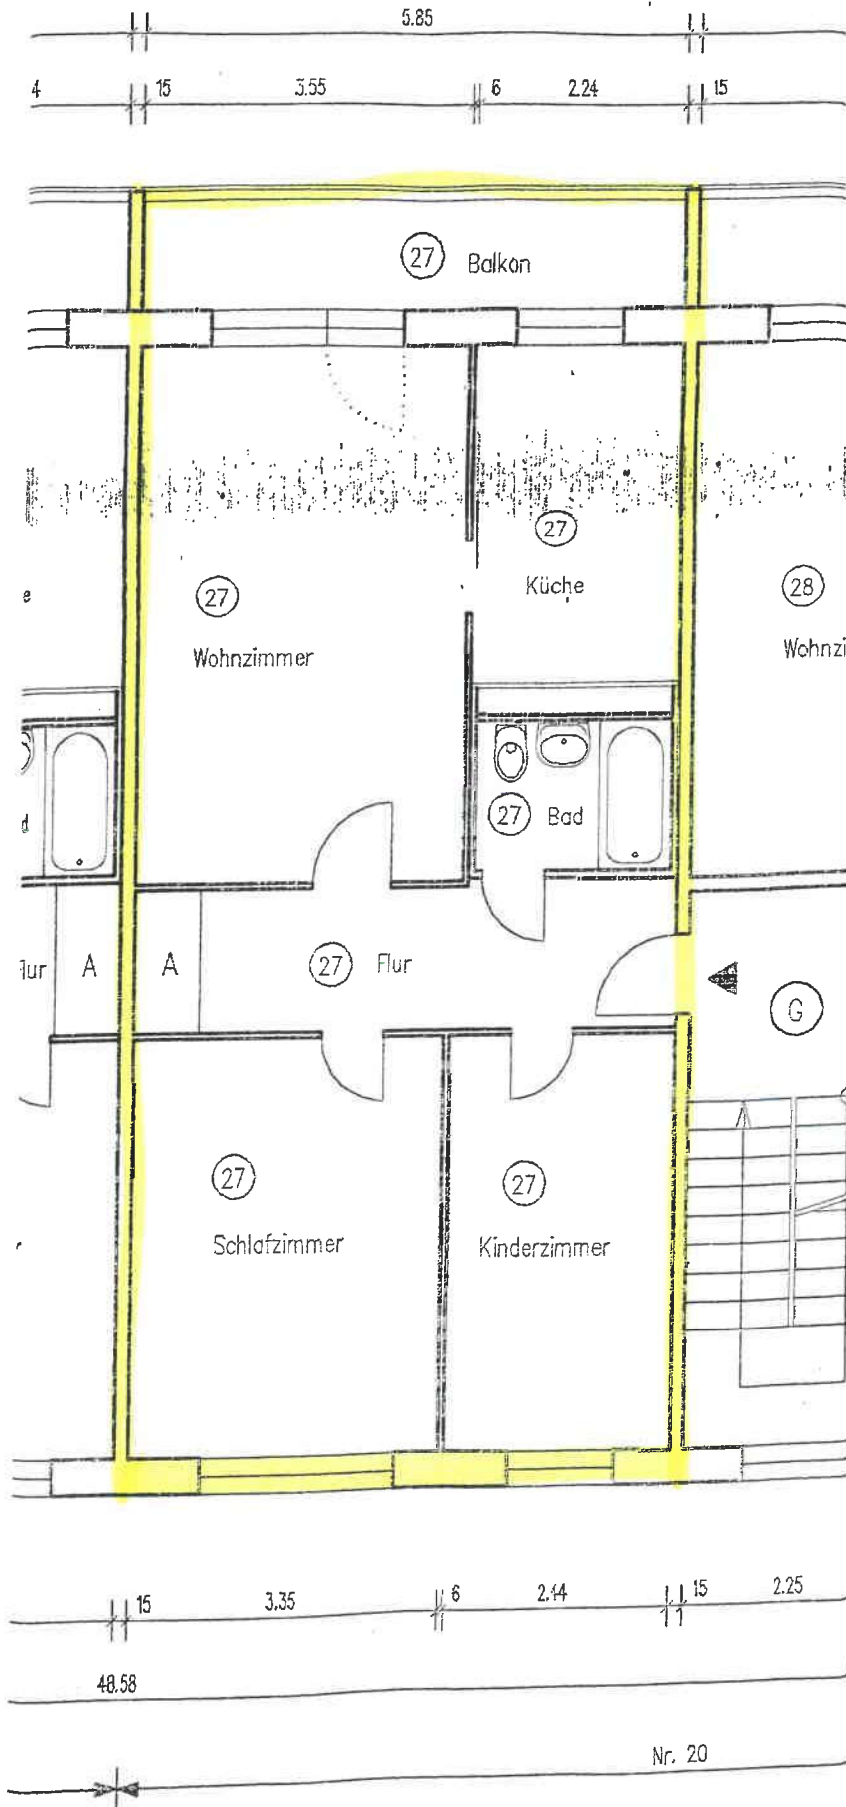 5.85
4 15 3.55 6 2.24 15
27 Balkon
27
Küche
27
Wohnzimmer
28
Wohnzi
e
27 Bad
d
lur A A 27 Flur
G
27
Schlafzimmer
27
Kinderzimmer
r
15 3.35 6 2.44 15 2.25
48.58
Nr. 20